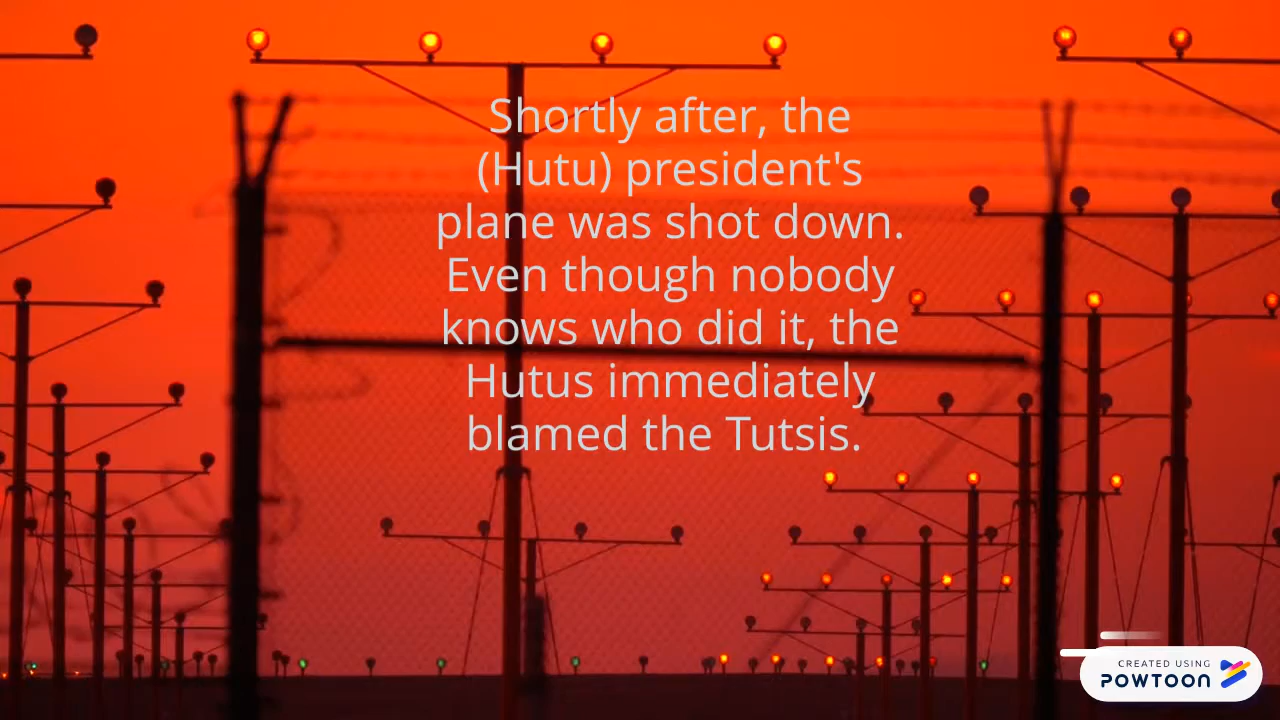 Shortly after, the
(Hutu) president's
plane was shot down.
Even though nobody
knows who did it, the
Hutus immediately
blamed the Tutsis.
CREATED USING
POWTOON